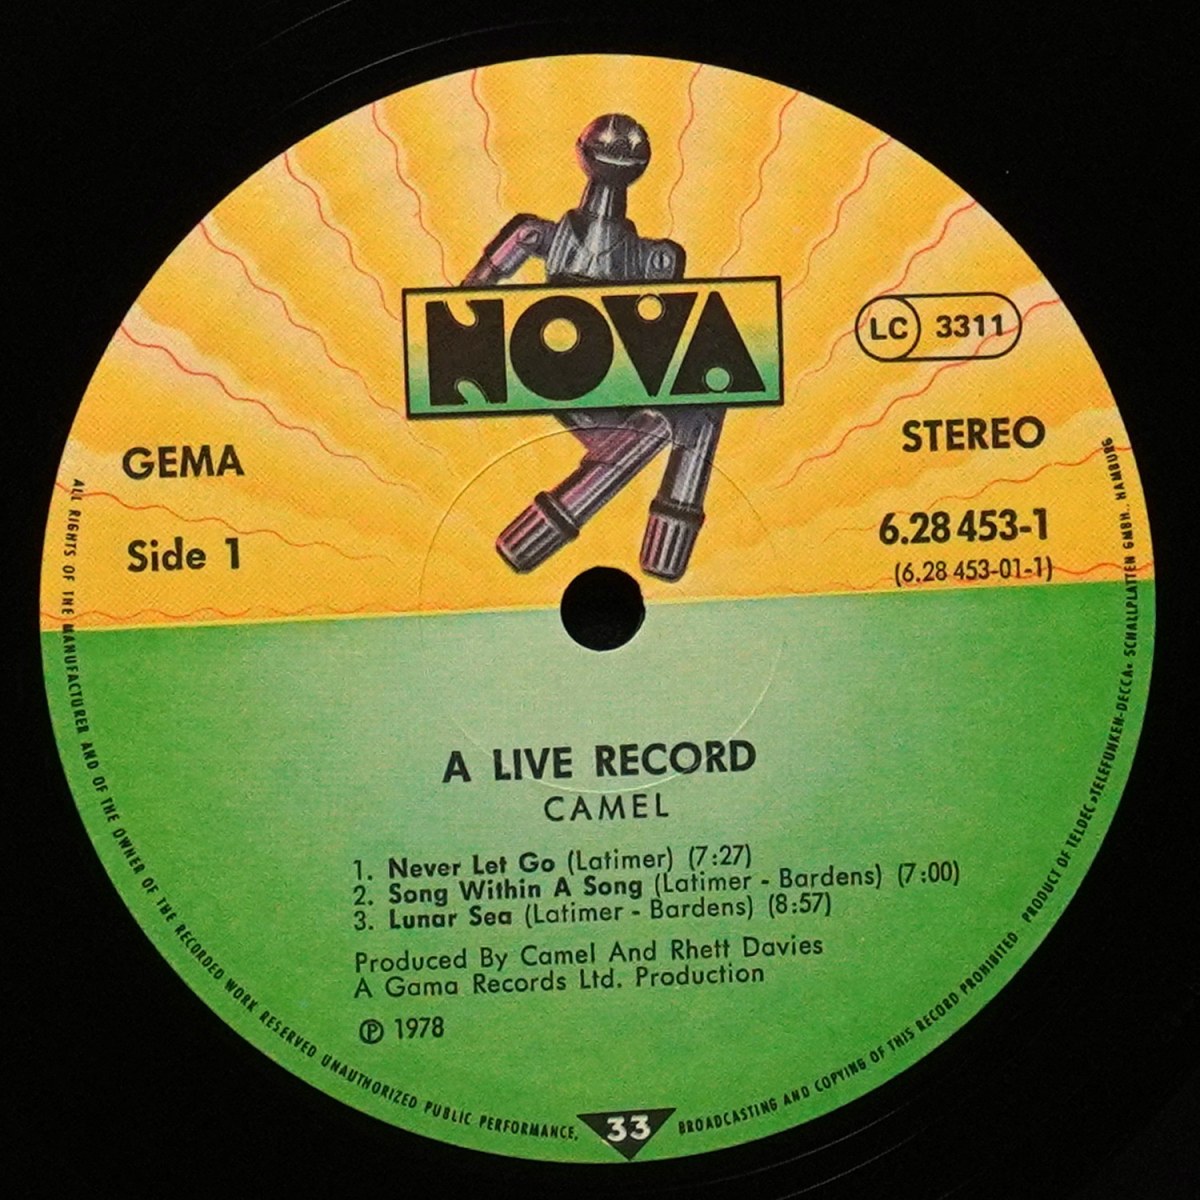 NOVA
LC 3311
GEMA
STEREO
Side 1
6.28 453-1
(6.28 453-01-1)
A LIVE RECORD
CAMEL
1. Never Let Go (Latimer) (7:27)
2. Song Within A Song (Latimer - Bardens) (7:00)
3. Lunar Sea (Latimer - Bardens) (8:57)
Produced By Camel And Rhett Davies
A Gama Records Ltd. Production
℗ 1978
ALL RIGHTS OF THE MANUFACTURER AND OF THE OWNER OF THE RECORDED WORK RESERVED UNAUTHORIZED PUBLIC PERFORMANCE,
33
BROADCASTING AND COPYING OF THIS RECORD PROHIBITED · PRODUCT OF TELDEC »TELEFUNKEN-DECCA« SCHALLPLATTEN GMBH., HAMBURG